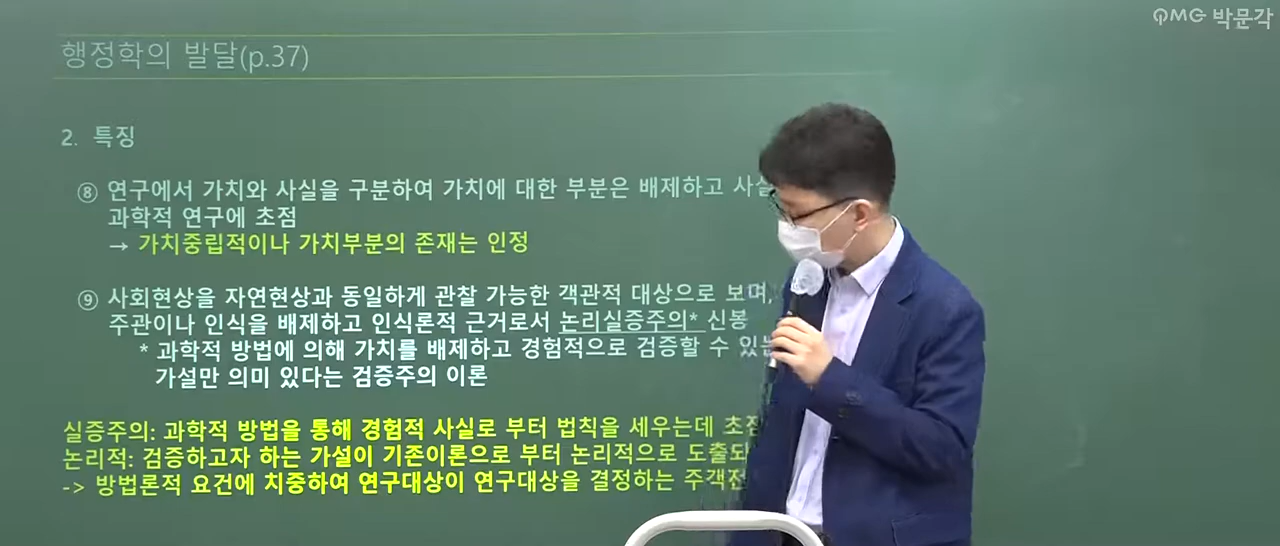 QMG 박문각
행정학의 발달(p.37)
2. 특징
⑧ 연구에서 가치와 사실을 구분하여 가치에 대한 부분은 배제하고
과학적 연구에 초점
→ 가치중립적이나 가치부분의 존재는 인정
⑨ 사회현상을 자연현상과 동일하게 관찰 가능한 객관적 대상으로 보며,
주관이나 인식을 배제하고 인식론적 근거로서 논리실증주의* 신봉
* 과학적 방법에 의해 가치를 배제하고 경험적으로 검증할 수
가설만 의미 있다는 검증주의 이론
실증주의: 과학적 방법을 통해 경험적 사실로 부터 법칙을 세우는데
논리적: 검증하고자 하는 가설이 기존이론으로 부터 논리적으로
-> 방법론적 요건에 치중하여 연구대상이 연구대상을 결정하는